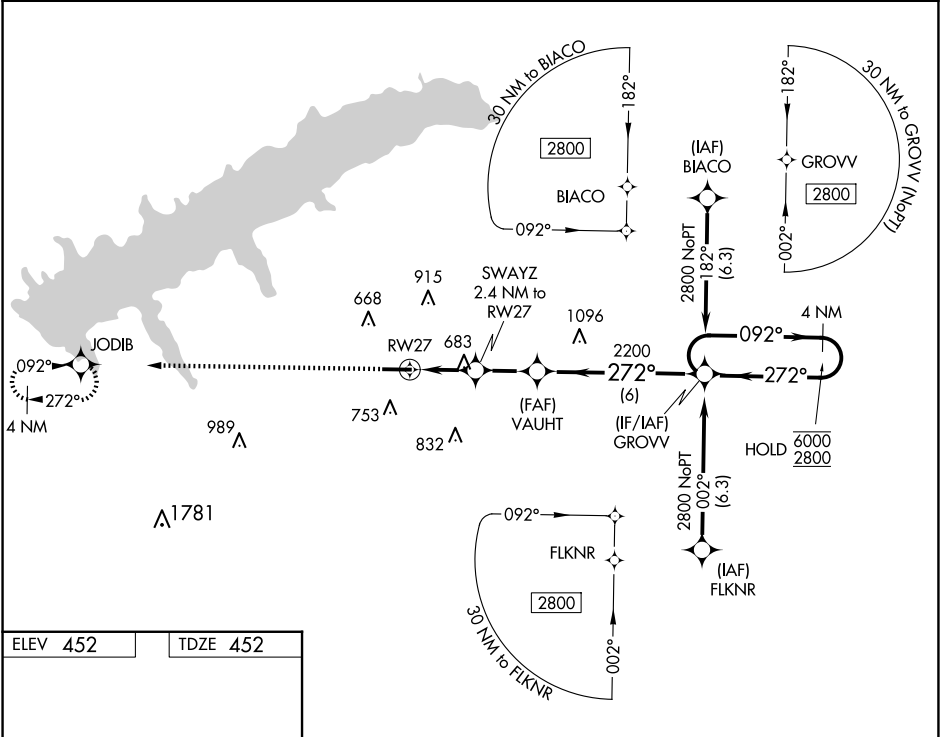 30 NM to BIACO
182°
2800
BIACO
092°
(IAF)
BIACO
2800 NoPT
182°
(6.3)
182°
30 NM to GROVV (NoPT)
GROVV
2800
002°
915
668
SWAYZ
2.4 NM to
RW27
1096
092°
4 NM
JODIB
092°
272°
4 NM
RW27
683
2200
272°
(6)
272°
(FAF)
VAUHT
(IF/IAF)
GROVV
HOLD
6000
2800
753
832
989
1781
2800 NoPT
002°
(6.3)
(IAF)
FLKNR
092°
FLKNR
2800
002°
30 NM to FLKNR
ELEV 452
TDZE 452